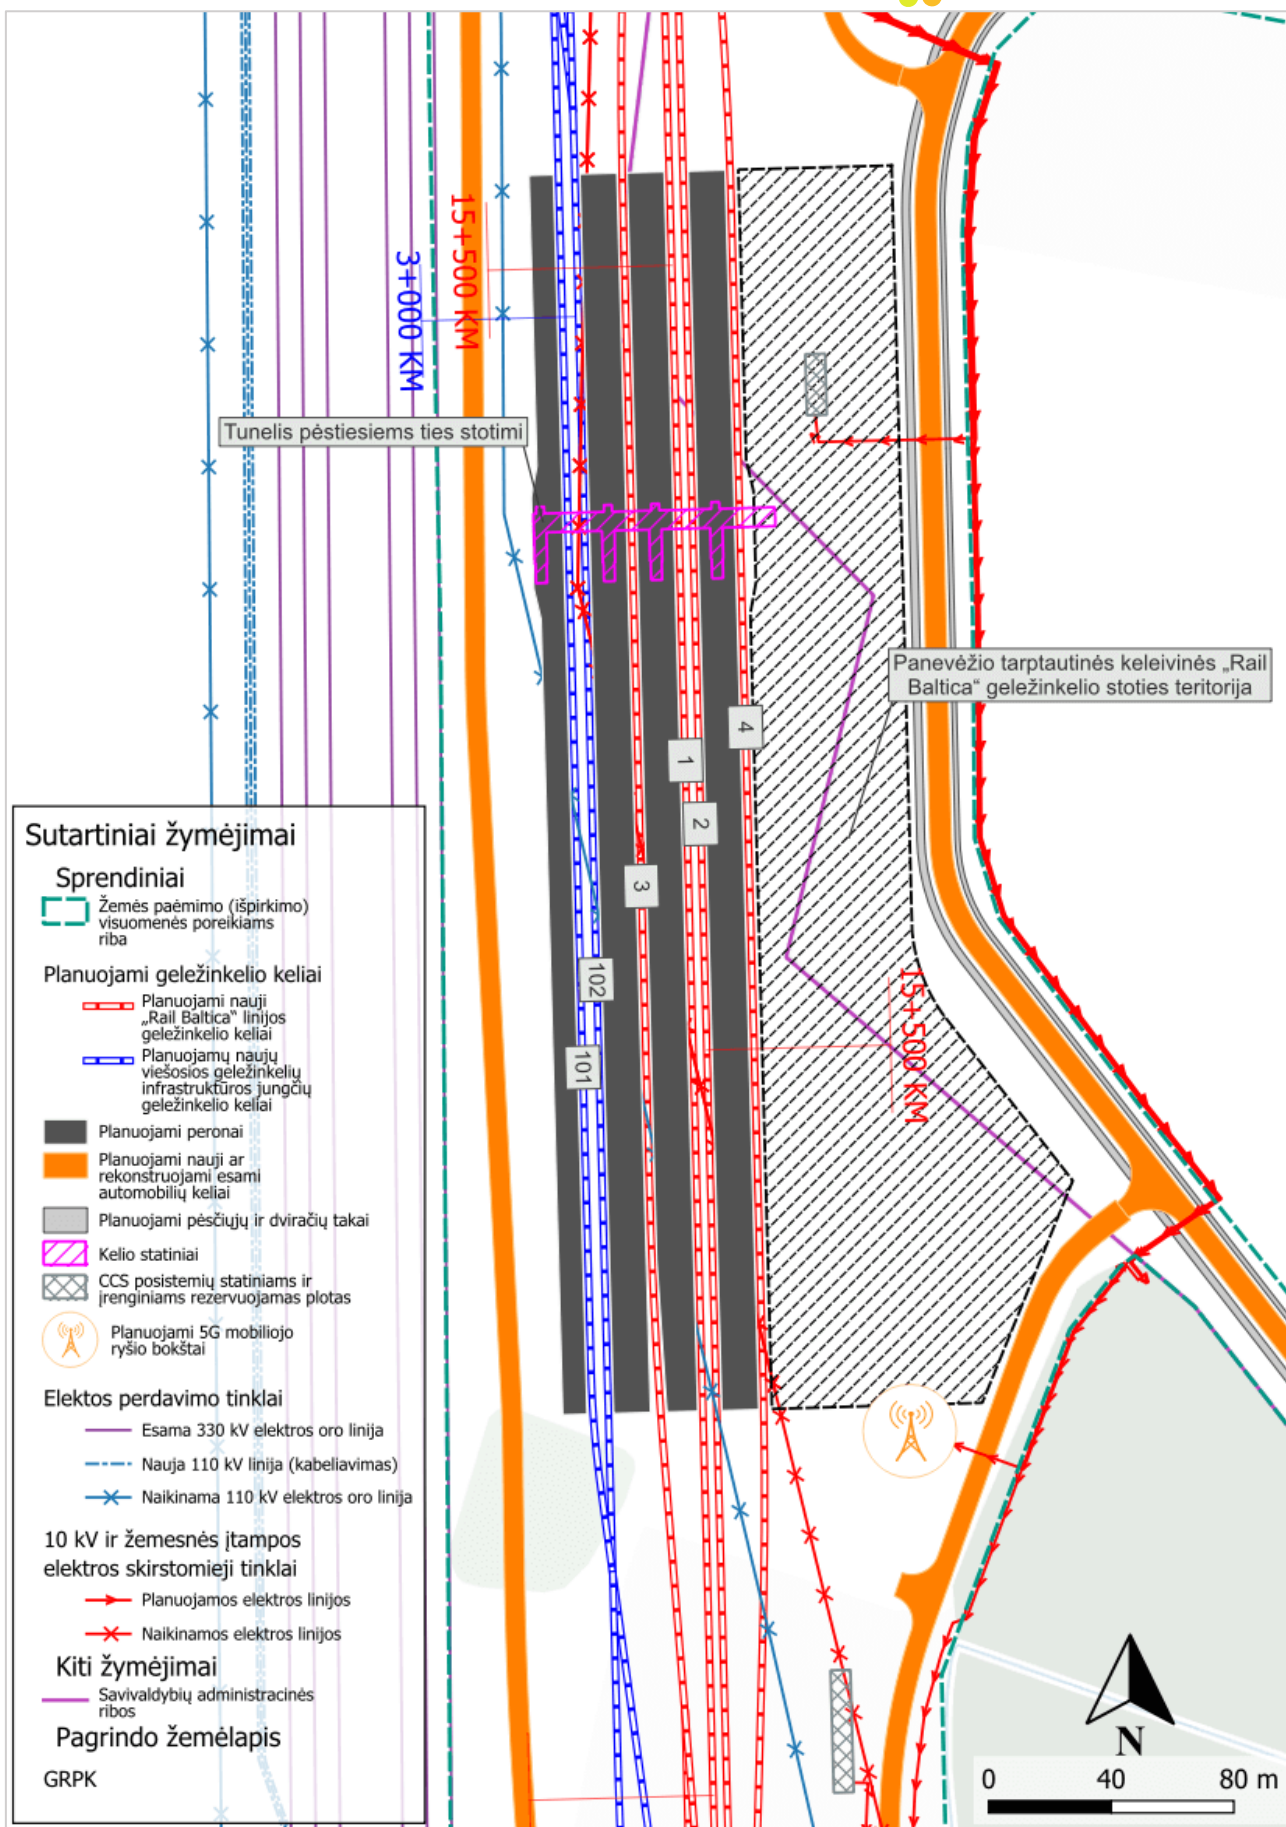 15+500 KM
3+000 KM
Tunelis pėstiesiems ties stotimi
Panevėžio tarptautinės keleivinės „Rail
Baltica“ geležinkelio stoties teritorija
4
1
2
3
102
101
15+500 KM
Sutartiniai žymėjimai
Sprendiniai
Žemės paėmimo (išpirkimo)
visuomenės poreikiams
riba
Planuojami geležinkelio keliai
Planuojami nauji
„Rail Baltica“ linijos
geležinkelio keliai
Planuojamų naujų
viešosios geležinkelių
infrastruktūros jungčių
geležinkelio keliai
Planuojami peronai
Planuojami nauji ar
rekonstruojami esami
automobilių keliai
Planuojami pėsčiųjų ir dviračių takai
Kelio statiniai
CCS posistemių statiniams ir
įrenginiams rezervuojamas plotas
Planuojami 5G mobiliojo
ryšio bokštai
Elektos perdavimo tinklai
Esama 330 kV elektros oro linija
Nauja 110 kV linija (kabeliavimas)
Naikinama 110 kV elektros oro linija
10 kV ir žemesnės įtampos
elektros skirstomieji tinklai
Planuojamos elektros linijos
Naikinamos elektros linijos
Kiti žymėjimai
Savivaldybių administracinės
ribos
Pagrindo žemėlapis
GRPK
N
0 40 80 m